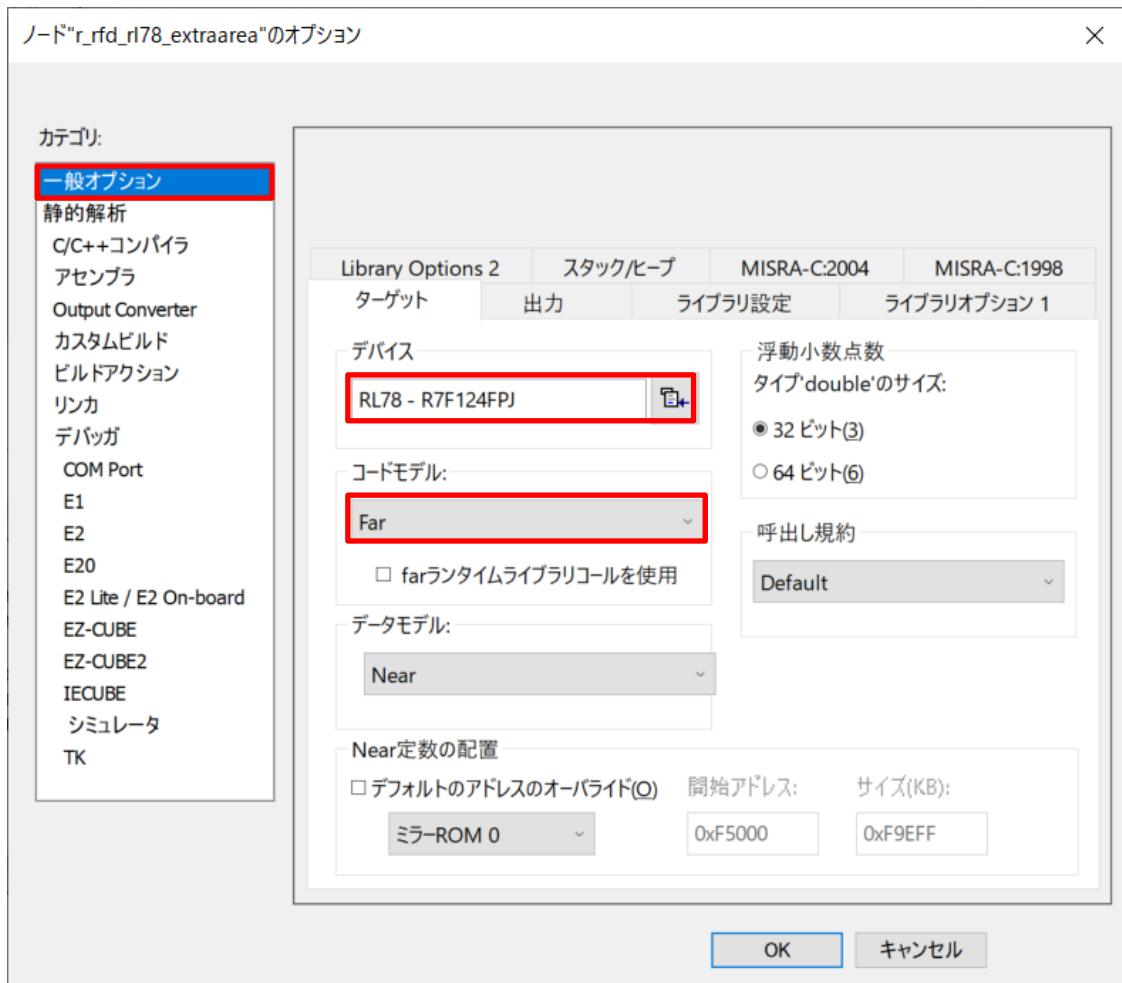 ノード"r_rfd_rl78_extraarea"のオプション
カテゴリ:
一般オプション
静的解析
C/C++コンパイラ
アセンブラ
Output Converter
カスタムビルド
ビルドアクション
リンカ
デバッガ
COM Port
E1
E2
E20
E2 Lite / E2 On-board
EZ-CUBE
EZ-CUBE2
IECUBE
シミュレータ
TK
Library Options 2 スタック/ヒープ MISRA-C:2004 MISRA-C:1998
ターゲット 出力 ライブラリ設定 ライブラリオプション 1
デバイス
RL78 - R7F124FPJ
コードモデル:
Far
farランタイムライブラリコールを使用
データモデル:
Near
浮動小数点数
タイプ'double'のサイズ:
32 ビット(3)
64 ビット(6)
呼出し規約
Default
Near定数の配置
デフォルトのアドレスのオーバライド(O) 開始アドレス: サイズ(KB):
ミラーROM 0 0xF5000 0xF9EFF
OK キャンセル